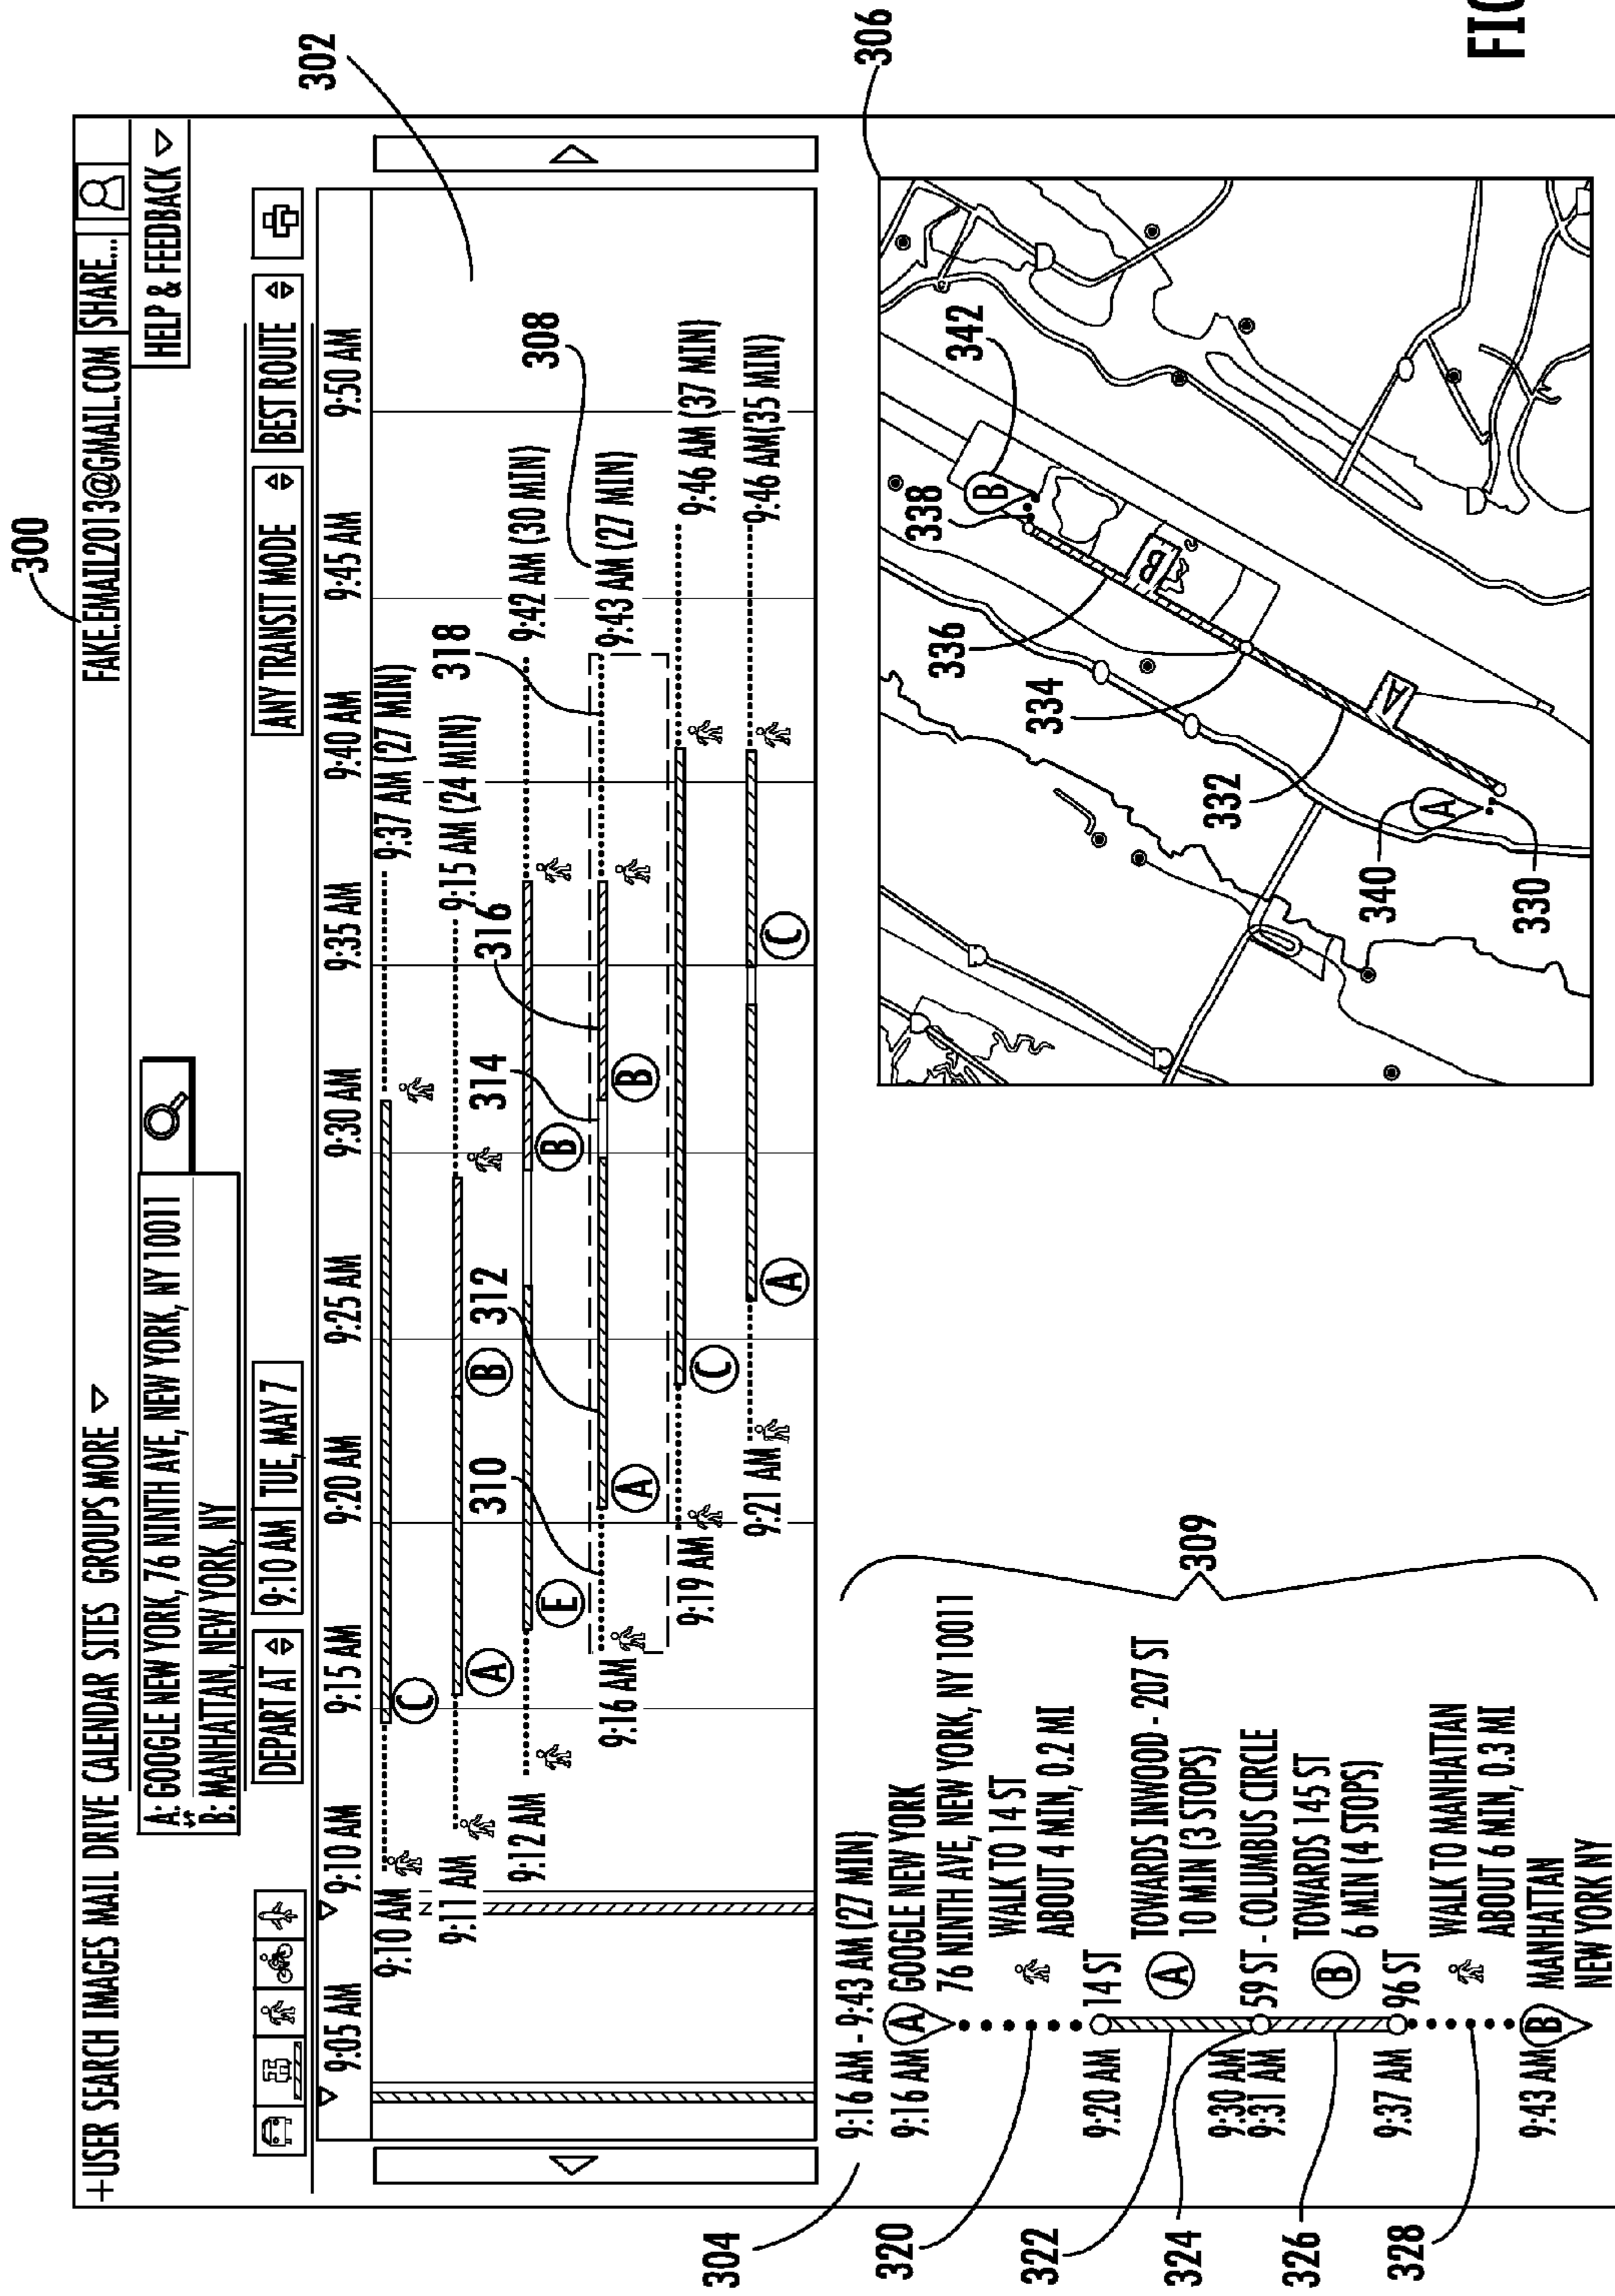 300
+USER SEARCH IMAGES MAIL DRIVE CALENDAR SITES GROUPS MORE
FAKE.EMAIL2013@GMAIL.COM
SHARE...
HELP & FEEDBACK
A: GOOGLE NEW YORK, 76 NINTH AVE, NEW YORK, NY 10011
B: MANHATTAN, NEW YORK, NY
DEPART AT
9:10 AM
TUE, MAY 7
ANY TRANSIT MODE
BEST ROUTE
302
9:05 AM 9:10 AM 9:15 AM 9:20 AM 9:25 AM 9:30 AM 9:35 AM 9:40 AM 9:45 AM 9:50 AM
9:10 AM
C
9:37 AM (27 MIN)
9:11 AM
A
B
9:15 AM (24 MIN)
310
312
314
316
318
308
9:12 AM
E
B
9:42 AM (30 MIN)
9:16 AM
A
B
9:43 AM (27 MIN)
9:19 AM
C
9:46 AM (37 MIN)
9:21 AM
A
C
9:46 AM(35 MIN)
304
9:16 AM - 9:43 AM (27 MIN)
9:16 AM A GOOGLE NEW YORK
76 NINTH AVE, NEW YORK, NY 10011
320
WALK TO 14 ST
ABOUT 4 MIN, 0.2 MI
9:20 AM 14 ST
322
A TOWARDS INWOOD - 207 ST
10 MIN (3 STOPS)
324
9:30 AM
9:31 AM
59 ST - COLUMBUS CIRCLE
326
B TOWARDS 145 ST
6 MIN (4 STOPS)
9:37 AM 96 ST
328
WALK TO MANHATTAN
ABOUT 6 MIN, 0.3 MI
9:43 AM B MANHATTAN
NEW YORK NY
309
306
342
338
B
B
336
334
A
332
A
340
330